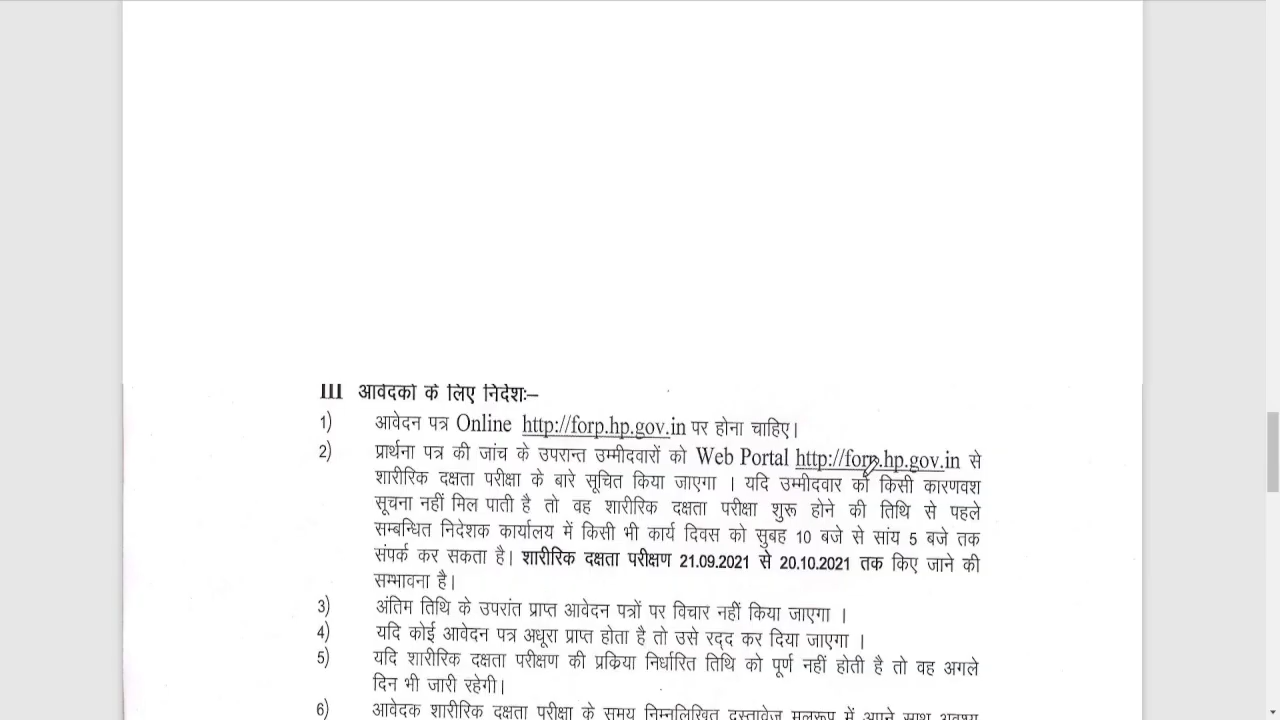 III आवेदकों के लिए निर्देशः–
1) आवेदन पत्र Online http://forp.hp.gov.in पर होना चाहिए।
2) प्रार्थना पत्र की जांच के उपरान्त उम्मीदवारों को Web Portal http://forp.hp.gov.in से
शारीरिक दक्षता परीक्षा के बारे सूचित किया जाएगा । यदि उम्मीदवार को किसी कारणवश
सूचना नहीं मिल पाती है तो वह शारीरिक दक्षता परीक्षा शुरू होने की तिथि से पहले
सम्बन्धित निदेशक कार्यालय में किसी भी कार्य दिवस को सुबह 10 बजे से सांय 5 बजे तक
संपर्क कर सकता है। शारीरिक दक्षता परीक्षण 21.09.2021 से 20.10.2021 तक किए जाने की
सम्भावना है।
3) अंतिम तिथि के उपरांत प्राप्त आवेदन पत्रों पर विचार नहीं किया जाएगा ।
4) यदि कोई आवेदन पत्र अधूरा प्राप्त होता है तो उसे रद्द कर दिया जाएगा ।
5) यदि शारीरिक दक्षता परीक्षण की प्रकिया निर्धारित तिथि को पूर्ण नहीं होती है तो वह अगले
दिन भी जारी रहेगी।
6) आवेदक शारीरिक दक्षता परीक्षा के समय निम्नलिखित दस्तावेज मूलरूप में अपने साथ अवश्य